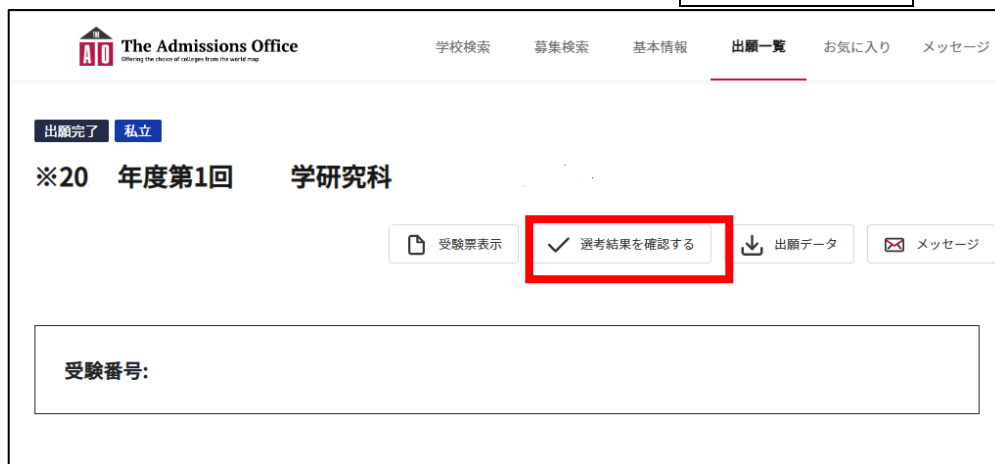 The Admissions Office
Offering the choice of colleges from the world map
学校検索 募集検索 基本情報 出願一覧 お気に入り メッセージ
出願完了 私立
※20 年度第1回 学研究科
受験票表示 選考結果を確認する 出願データ メッセージ
受験番号: